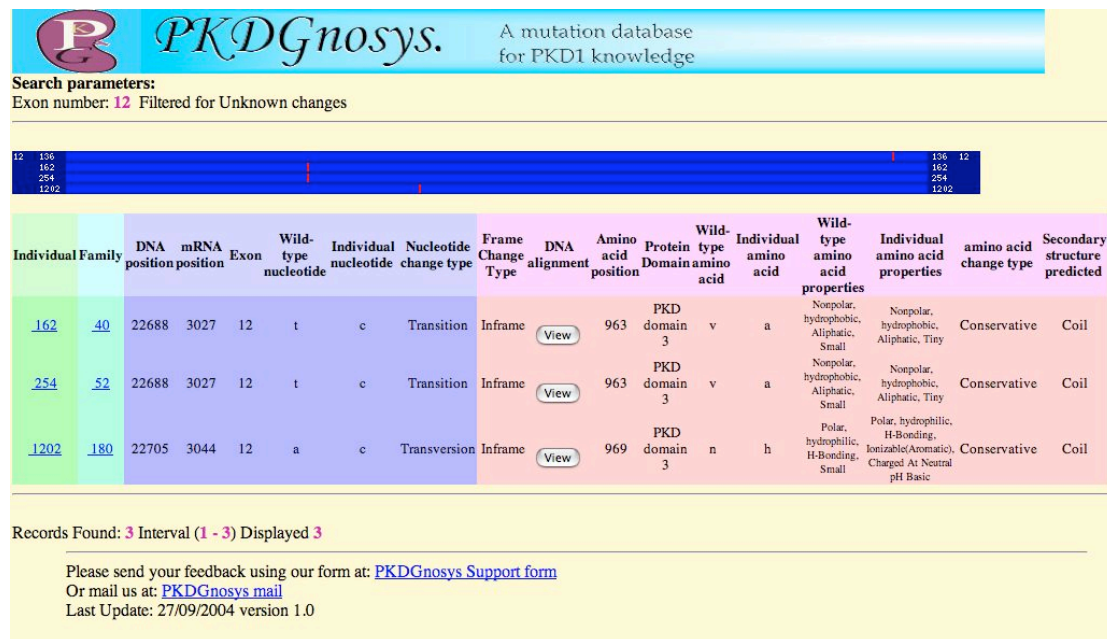 PKG
PKDGnosys.
A mutation database
for PKD1 knowledge
Search parameters:
Exon number: 12 Filtered for Unknown changes
12 136 136 12
162 162
254 254
1202 1202
Individual Family DNA position mRNA position Exon Wild-type nucleotide Individual nucleotide Nucleotide change type Frame Change Type DNA alignment Amino acid position Protein Domain Wild-type amino acid Individual amino acid Wild-type amino acid properties Individual amino acid properties amino acid change type Secondary structure predicted
162 40 22688 3027 12 t c Transition Inframe View 963 PKD domain 3 v a Nonpolar, hydrophobic, Aliphatic, Small Nonpolar, hydrophobic, Aliphatic, Tiny Conservative Coil
254 52 22688 3027 12 t c Transition Inframe View 963 PKD domain 3 v a Nonpolar, hydrophobic, Aliphatic, Small Nonpolar, hydrophobic, Aliphatic, Tiny Conservative Coil
1202 180 22705 3044 12 a c Transversion Inframe View 969 PKD domain 3 n h Polar, hydrophilic, H-Bonding, Small Polar, hydrophilic, H-Bonding, Ionizable(Aromatic), Charged At Neutral pH Basic Conservative Coil
Records Found: 3 Interval (1 - 3) Displayed 3
Please send your feedback using our form at: PKDGnosys Support form
Or mail us at: PKDGnosys mail
Last Update: 27/09/2004 version 1.0